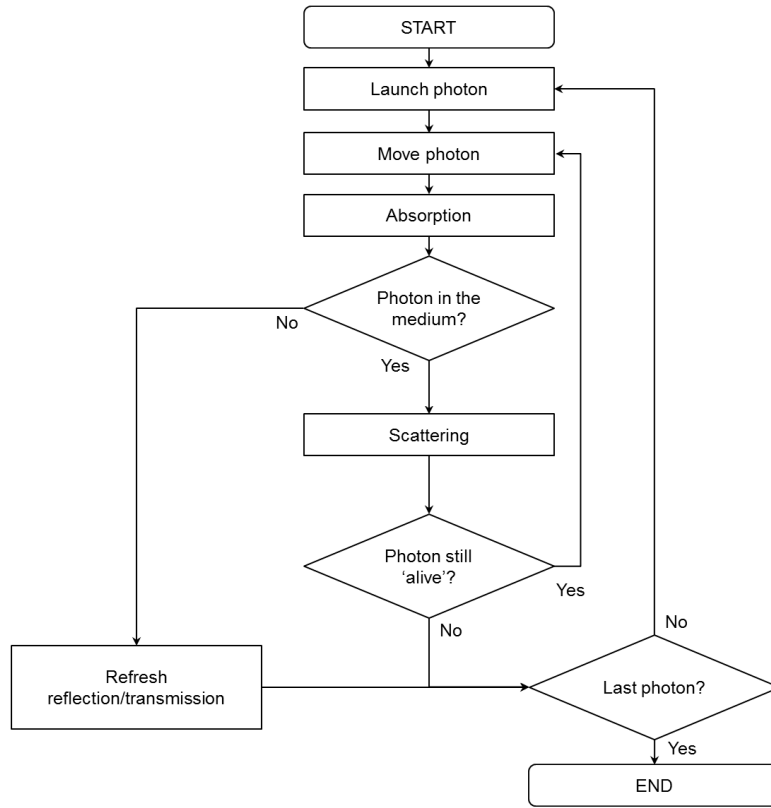 START
Launch photon
Move photon
Absorption
Photon in the
medium?
No
Yes
Scattering
Photon still
‘alive’?
Yes
No
No
Refresh
reflection/transmission
Last photon?
Yes
END